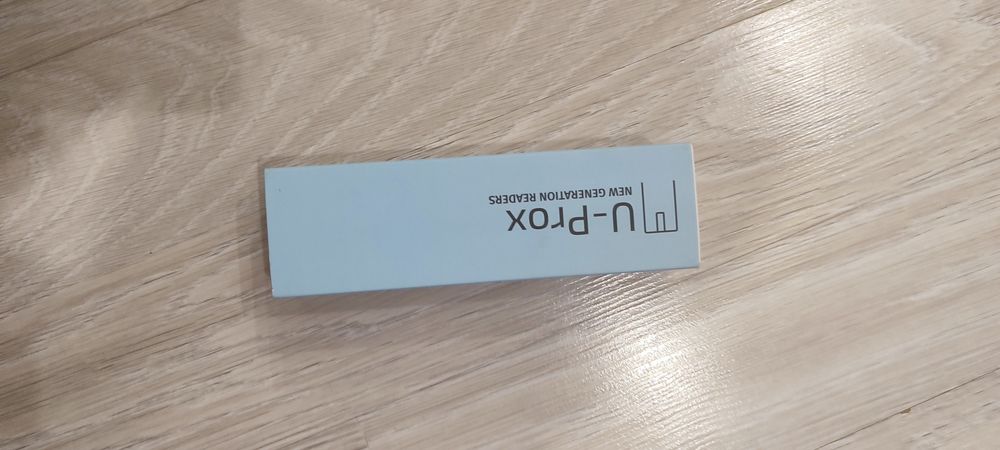 U-Prox
NEW GENERATION READERS